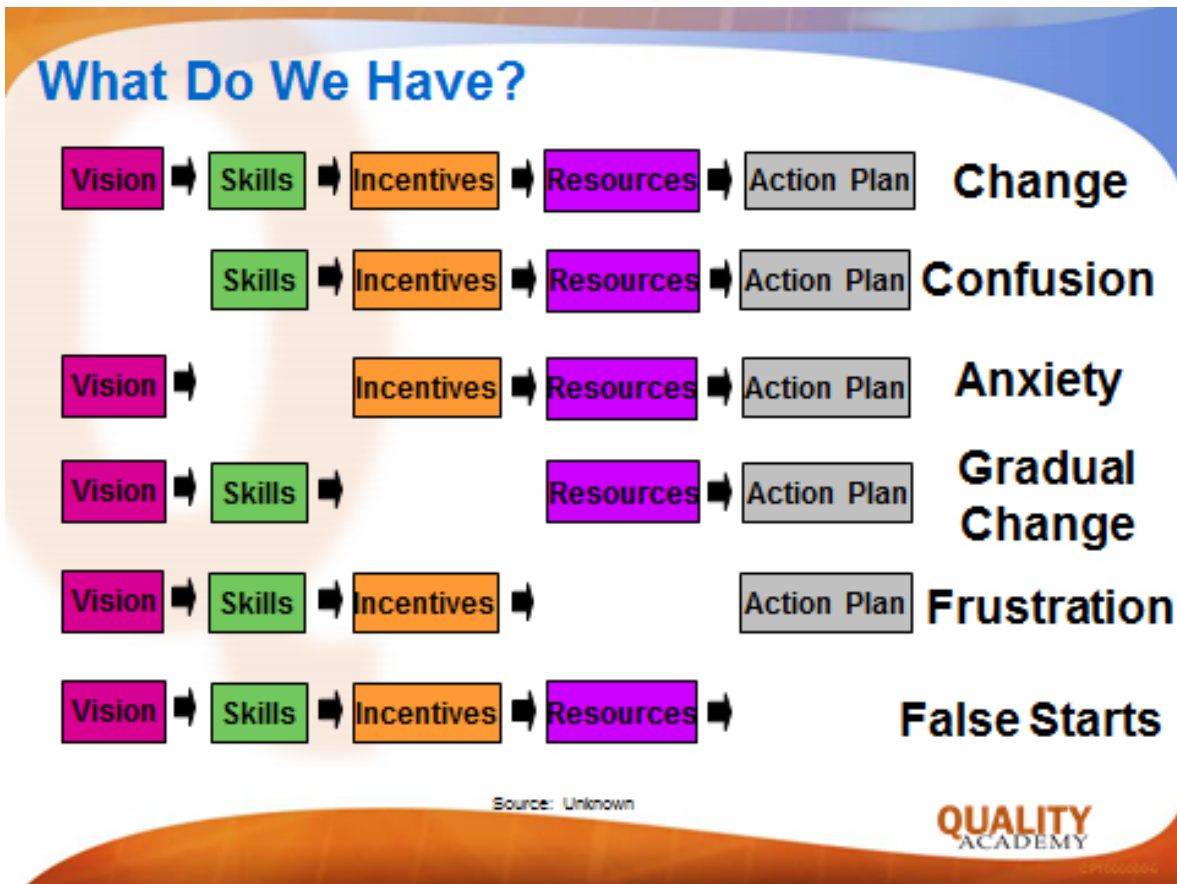 What Do We Have?
Vision Skills Incentives Resources Action Plan Change
Skills Incentives Resources Action Plan Confusion
Vision Incentives Resources Action Plan Anxiety
Vision Skills Resources Action Plan Gradual
Change
Vision Skills Incentives Action Plan Frustration
Vision Skills Incentives Resources False Starts
Source: Unknown
QUALITY
ACADEMY